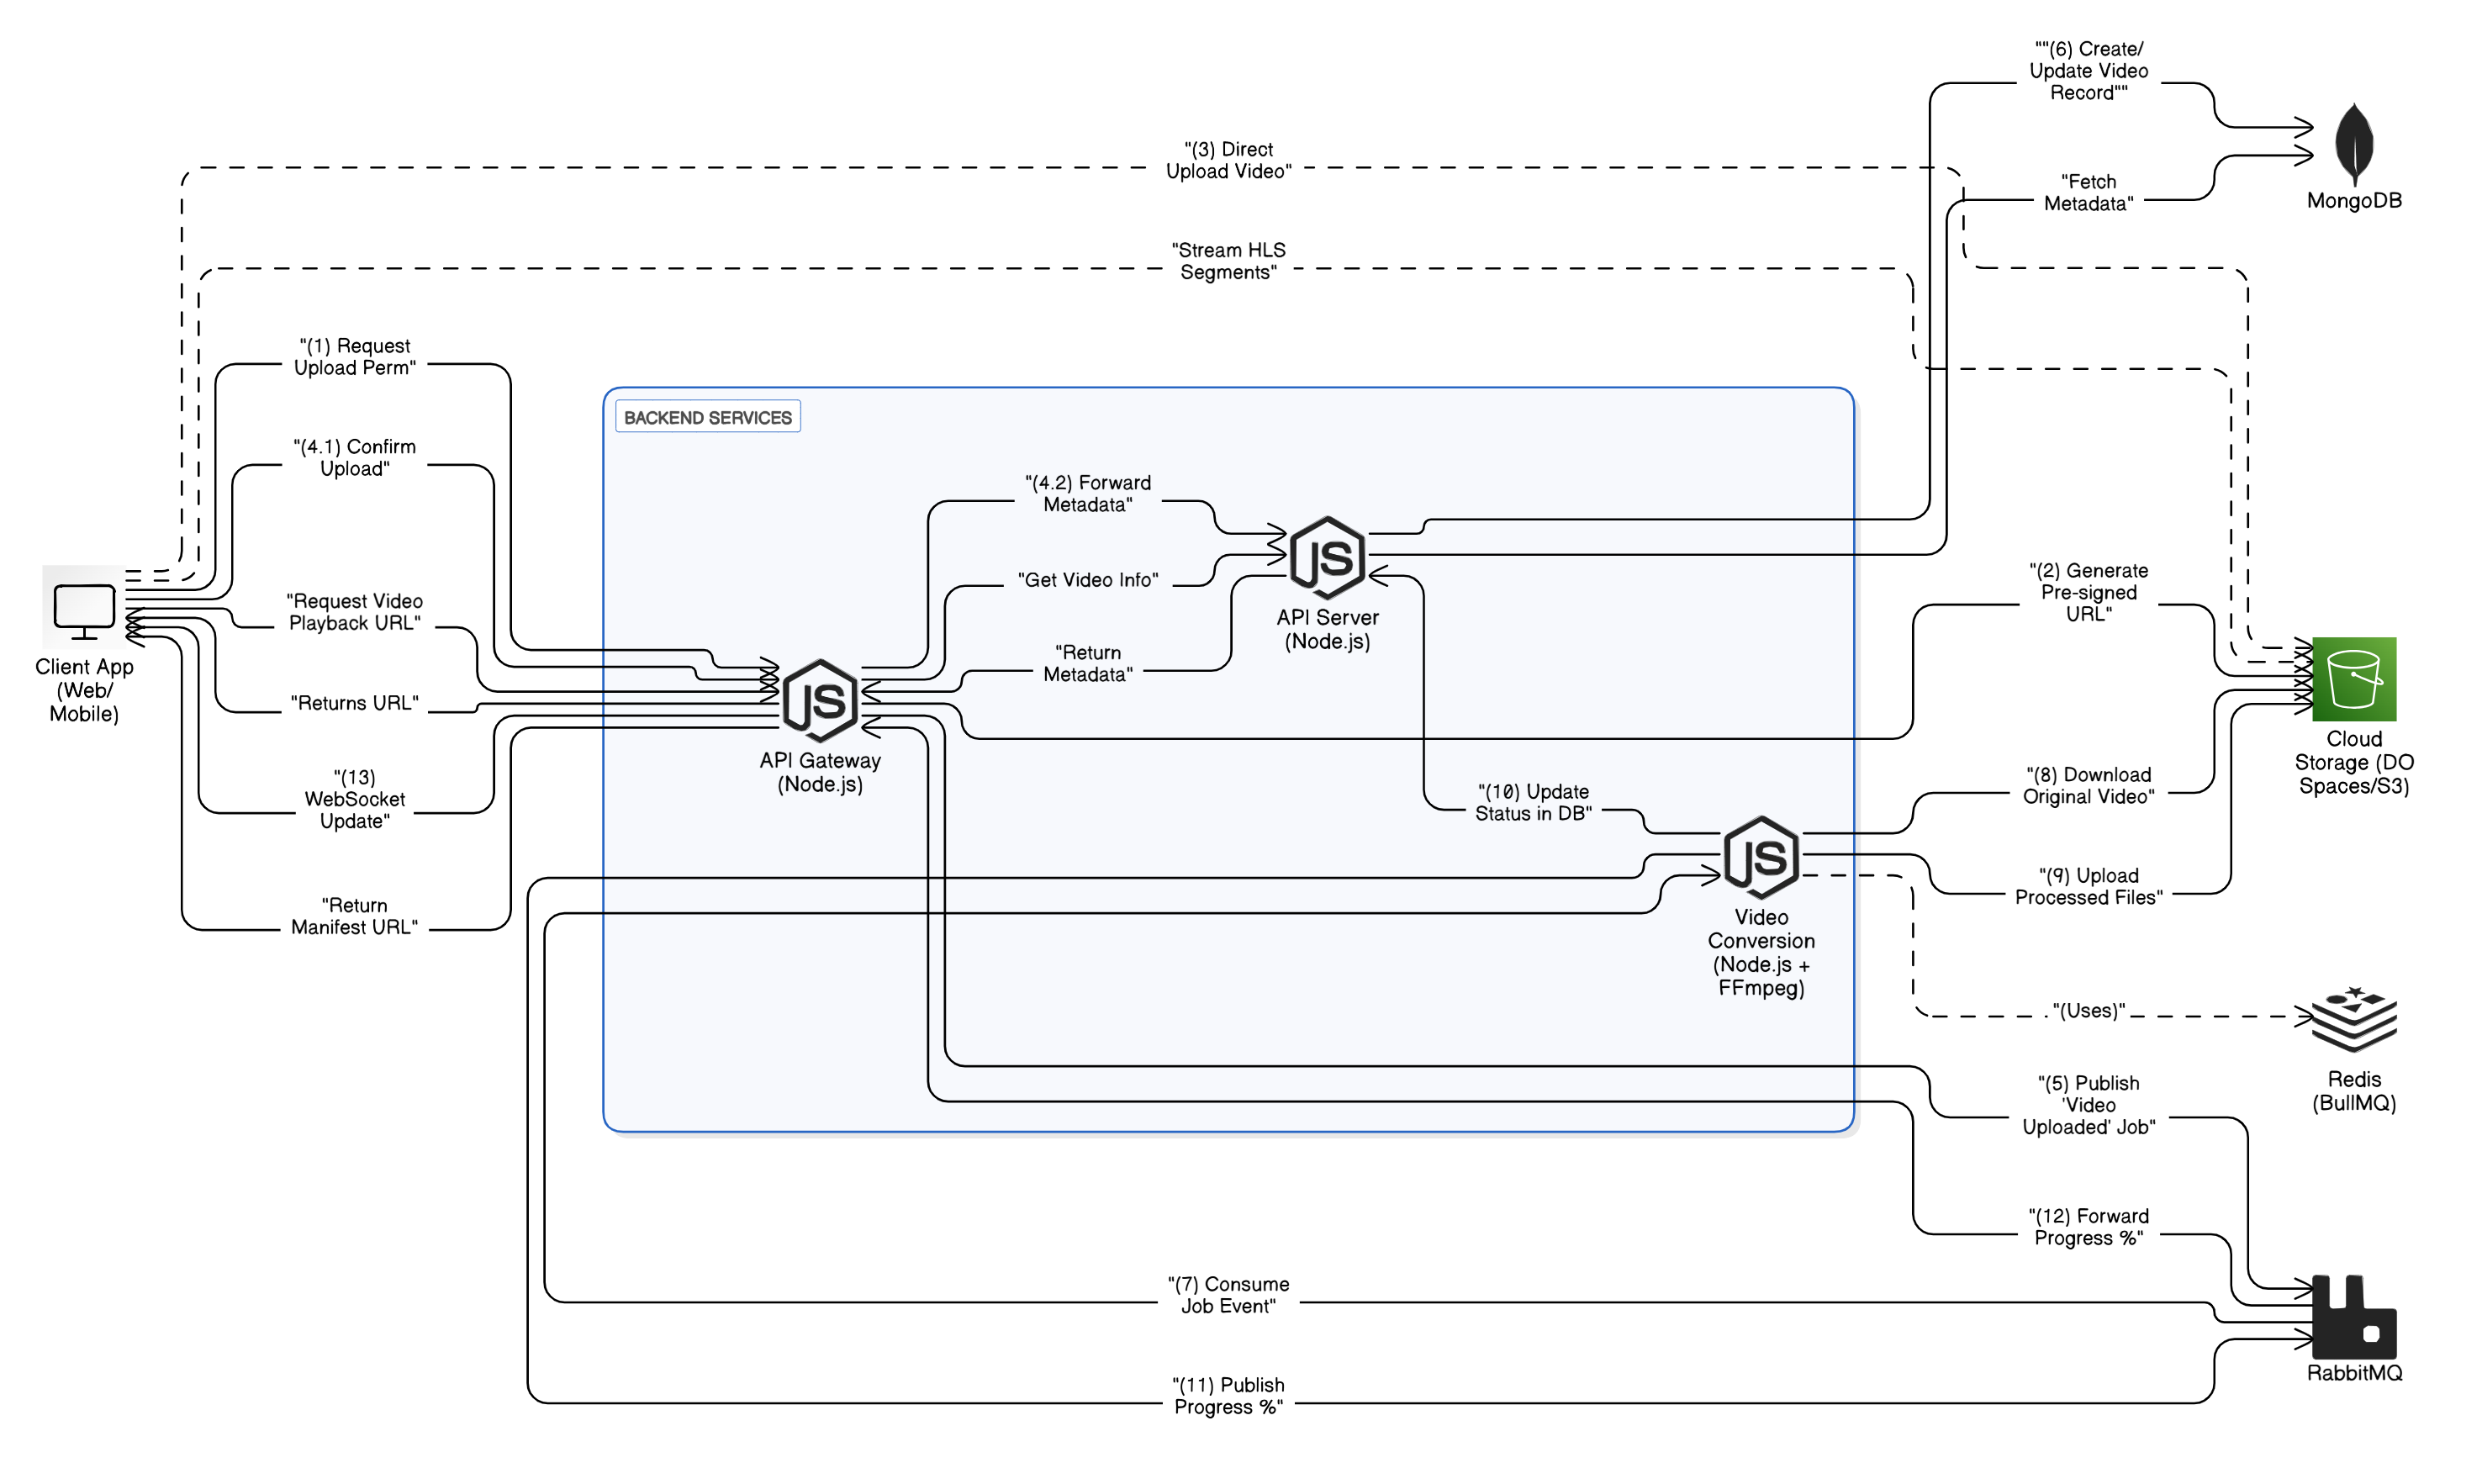 ""(6) Create/
Update Video
Record""
"(3) Direct
Upload Video"
"Fetch
Metadata"
MongoDB
"Stream HLS
Segments"
"(1) Request
Upload Perm"
BACKEND SERVICES
"(4.1) Confirm
Upload"
"(4.2) Forward
Metadata"
"Get Video Info"
JS
API Server
(Node.js)
"(2) Generate
Pre-signed
URL"
"Request Video
Playback URL"
Client App
(Web/
Mobile)
"Return
Metadata"
"Returns URL"
JS
API Gateway
(Node.js)
Cloud
Storage (DO
Spaces/S3)
"(13)
WebSocket
Update"
"(10) Update
Status in DB"
"(8) Download
Original Video"
JS
Video
Conversion
(Node.js +
FFmpeg)
"(9) Upload
Processed Files"
"Return
Manifest URL"
"(Uses)"
Redis
(BullMQ)
"(5) Publish
'Video
Uploaded' Job"
"(12) Forward
Progress %"
"(7) Consume
Job Event"
RabbitMQ
"(11) Publish
Progress %"